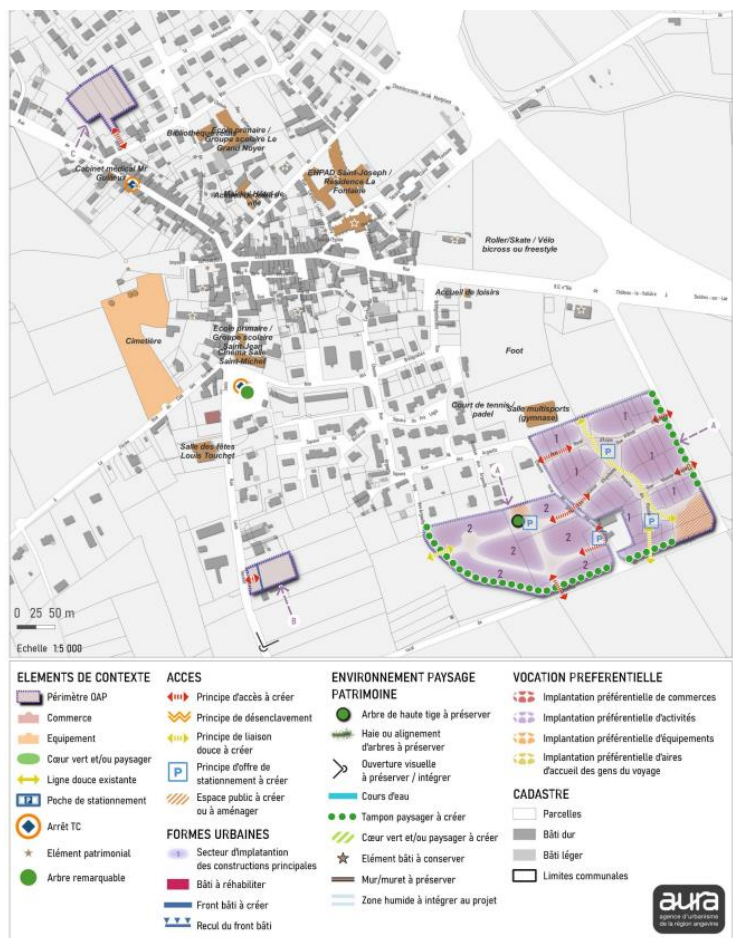 C
Bibliothèque relais
Ecole primaire /
Groupe scolaire Le
Grand Noyer
Cabinet médical Mr
EHPAD Saint-Joseph /
Résidence La
Fontaine
Roller/Skate / Vélo
bicross ou freestyle
Accueil de loisirs
Cimetière
Ecole primaire /
Groupe scolaire
Saint-Jean
Cinéma Salle
Saint-Michel
Foot
Court de tennis /
padel
Salle multisports
(gymnase)
Salle des fêtes
Louis Touchet
A
A
1
1
1
1
1
1
1
P
P
P
P
2
2
2
2
2
2
B
0 25 50 m
Echelle 1:5 000
ELEMENTS DE CONTEXTE
Périmètre OAP
Commerce
Equipement
Cœur vert et/ou paysager
Ligne douce existante
P
Poche de stationnement
Arrêt TC
Elément patrimonial
Arbre remarquable
ACCES
Principe d'accès à créer
Principe de désenclavement
Principe de liaison
douce à créer
P
Principe d'offre de
stationnement à créer
Espace public à créer
ou à aménager
FORMES URBAINES
1
Secteur d'implatantion
des constructions principales
Bâti à réhabiliter
Front bâti à créer
Recul du front bâti
ENVIRONNEMENT PAYSAGE
PATRIMOINE
Arbre de haute tige à préserver
Haie ou alignement
d'arbres à préserver
Ouverture visuelle
à préserver / intégrer
Cours d'eau
Tampon paysager à créer
Cœur vert et/ou paysager à créer
Elément bâti à conserver
Mur/muret à préserver
Zone humide à intégrer au projet
VOCATION PREFERENTIELLE
Implantation préférentielle de commerces
Implantation préférentielle d'activités
Implantation préférentielle d'équipements
Implantation préférentielle d'aires
d'accueil des gens du voyage
CADASTRE
Parcelles
Bâti dur
Bâti léger
Limites communales
aura
agence d'urbanisme
de la région angevine